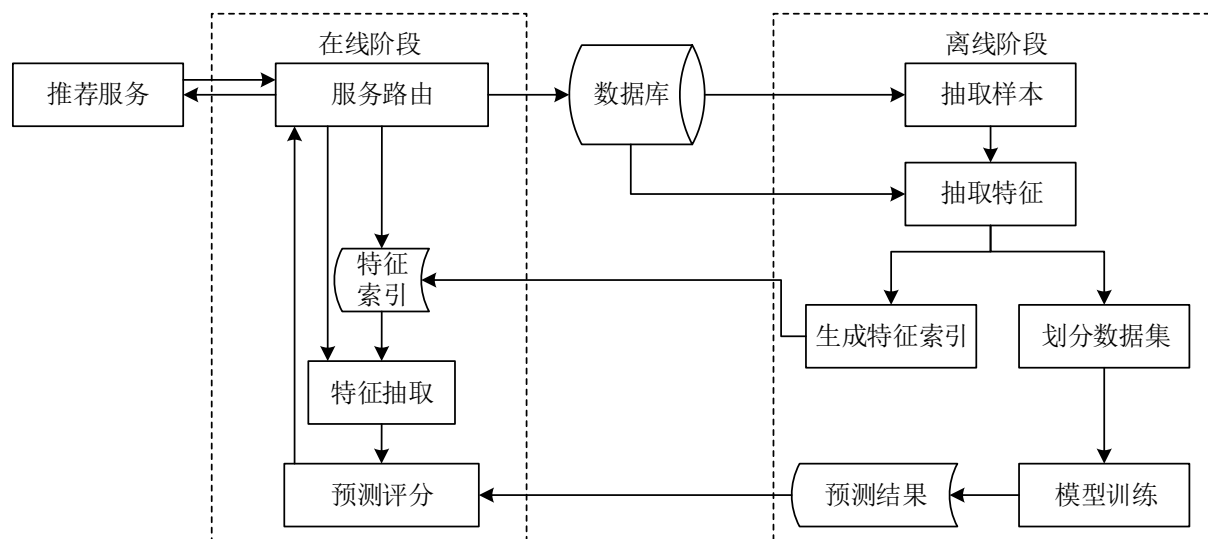 在线阶段
离线阶段
推荐服务
服务路由
数据库
抽取样本
抽取特征
特征
索引
生成特征索引
划分数据集
特征抽取
预测评分
预测结果
模型训练